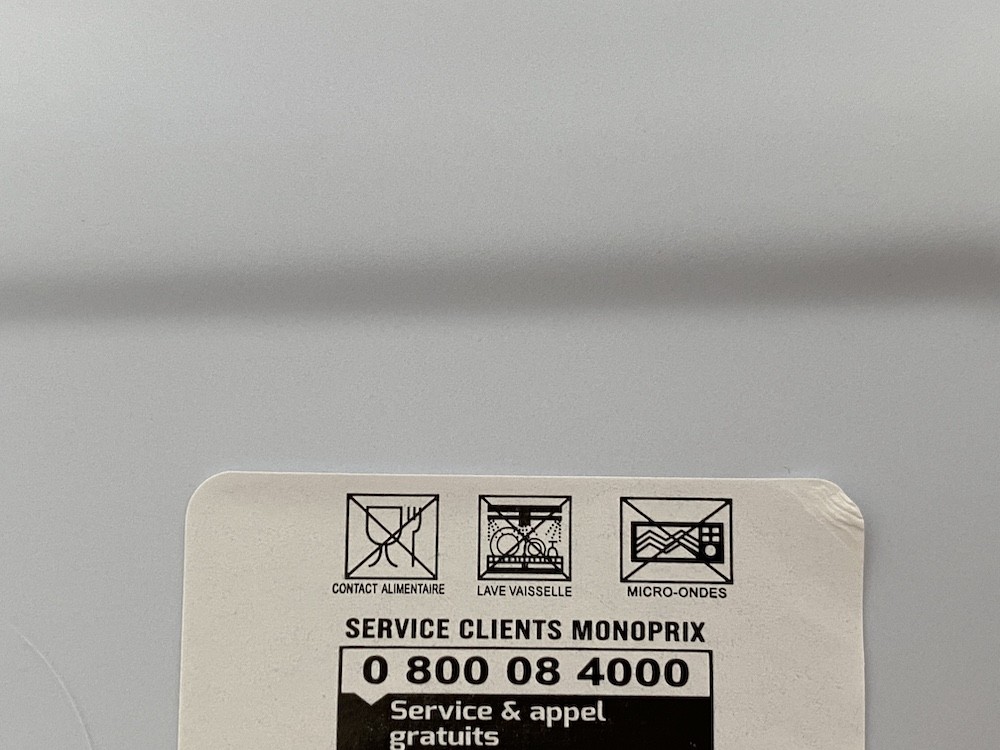 CONTACT ALIMENTAIRE
LAVE VAISSELLE
MICRO-ONDES
SERVICE CLIENTS MONOPRIX
0 800 08 4000
Service & appel
gratuits